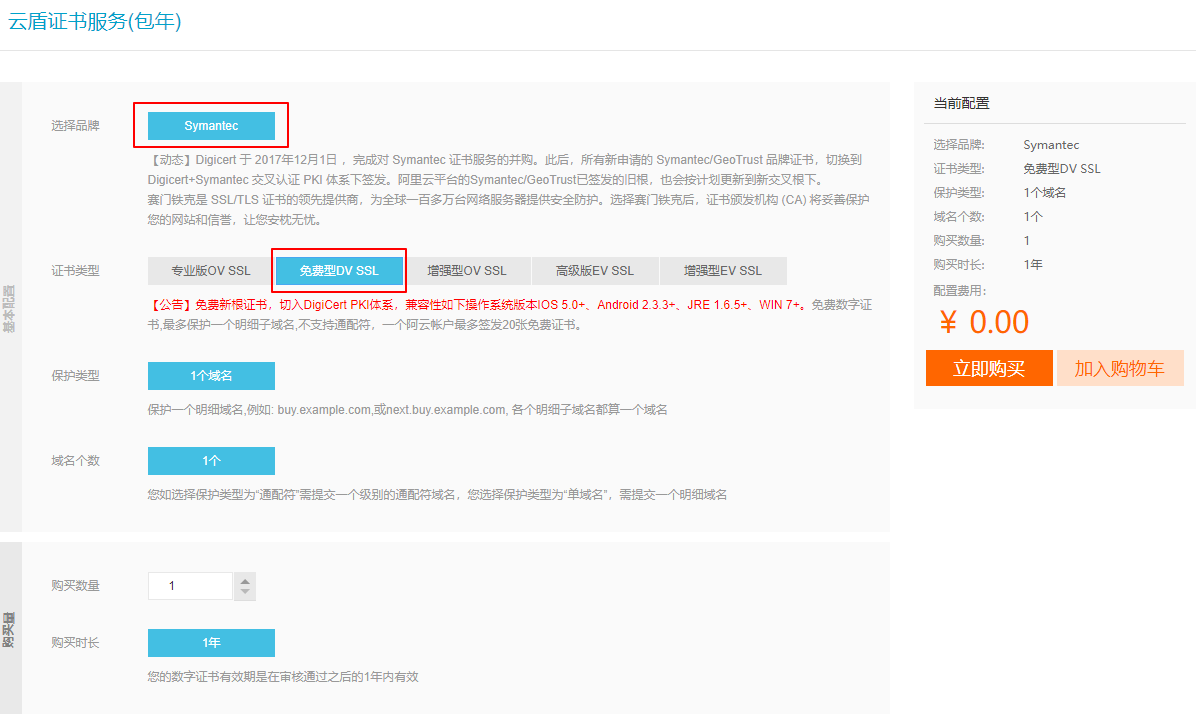 云盾证书服务(包年)
基本配置
选择品牌
Symantec
【动态】Digicert 于 2017年12月1日 ，完成对 Symantec 证书服务的并购。此后，所有新申请的 Symantec/GeoTrust 品牌证书，切换到
Digicert+Symantec 交叉认证 PKI 体系下签发。阿里云平台的Symantec/GeoTrust已签发的旧根，也会按计划更新到新交叉根下。
赛门铁克是 SSL/TLS 证书的领先提供商，为全球一百多万台网络服务器提供安全防护。选择赛门铁克后，证书颁发机构 (CA) 将妥善保护
您的网站和信誉，让您安枕无忧。
证书类型
专业版OV SSL 免费型DV SSL 增强型OV SSL 高级版EV SSL 增强型EV SSL
【公告】免费新根证书，切入DigiCert PKI体系，兼容性如下操作系统版本IOS 5.0+、Android 2.3.3+、JRE 1.6.5+、WIN 7+。免费数字证
书,最多保护一个明细子域名,不支持通配符，一个阿云帐户最多签发20张免费证书。
保护类型
1个域名
保护一个明细域名,例如: buy.example.com,或next.buy.example.com, 各个明细子域名都算一个域名
域名个数
1个
您如选择保护类型为“通配符”需提交一个级别的通配符域名，您选择保护类型为“单域名”，需提交一个明细域名
购买量
购买数量
1
购买时长
1年
您的数字证书有效期是在审核通过之后的1年内有效
当前配置
选择品牌: Symantec
证书类型: 免费型DV SSL
保护类型: 1个域名
域名个数: 1个
购买数量: 1
购买时长: 1年
配置费用:
¥ 0.00
立即购买 加入购物车